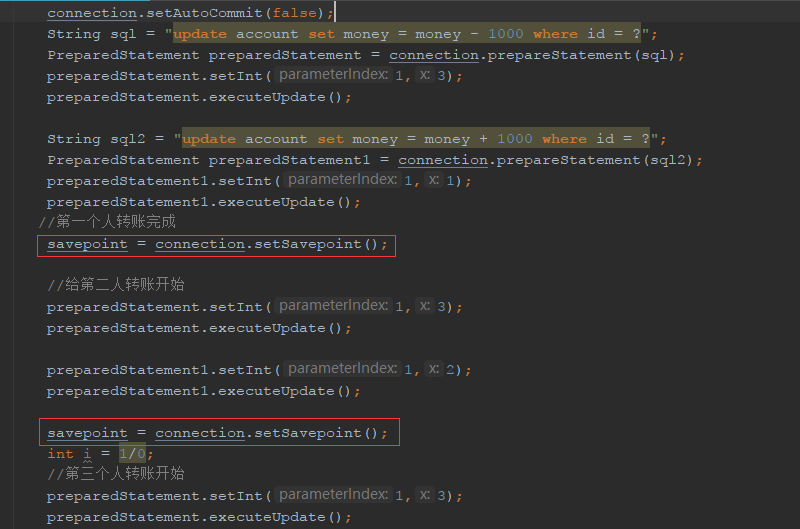 connection.setAutoCommit(false);
String sql = "update account set money = money - 1000 where id = ?";
PreparedStatement preparedStatement = connection.prepareStatement(sql);
preparedStatement.setInt( parameterIndex: 1, x: 3);
preparedStatement.executeUpdate();
String sql2 = "update account set money = money + 1000 where id = ?";
PreparedStatement preparedStatement1 = connection.prepareStatement(sql2);
preparedStatement1.setInt( parameterIndex: 1, x: 1);
preparedStatement1.executeUpdate();
//第一个人转账完成
savepoint = connection.setSavepoint();
//给第二人转账开始
preparedStatement.setInt( parameterIndex: 1, x: 3);
preparedStatement.executeUpdate();
preparedStatement1.setInt( parameterIndex: 1, x: 2);
preparedStatement1.executeUpdate();
savepoint = connection.setSavepoint();
int i = 1/0;
//第三个人转账开始
preparedStatement.setInt( parameterIndex: 1, x: 3);
preparedStatement.executeUpdate();